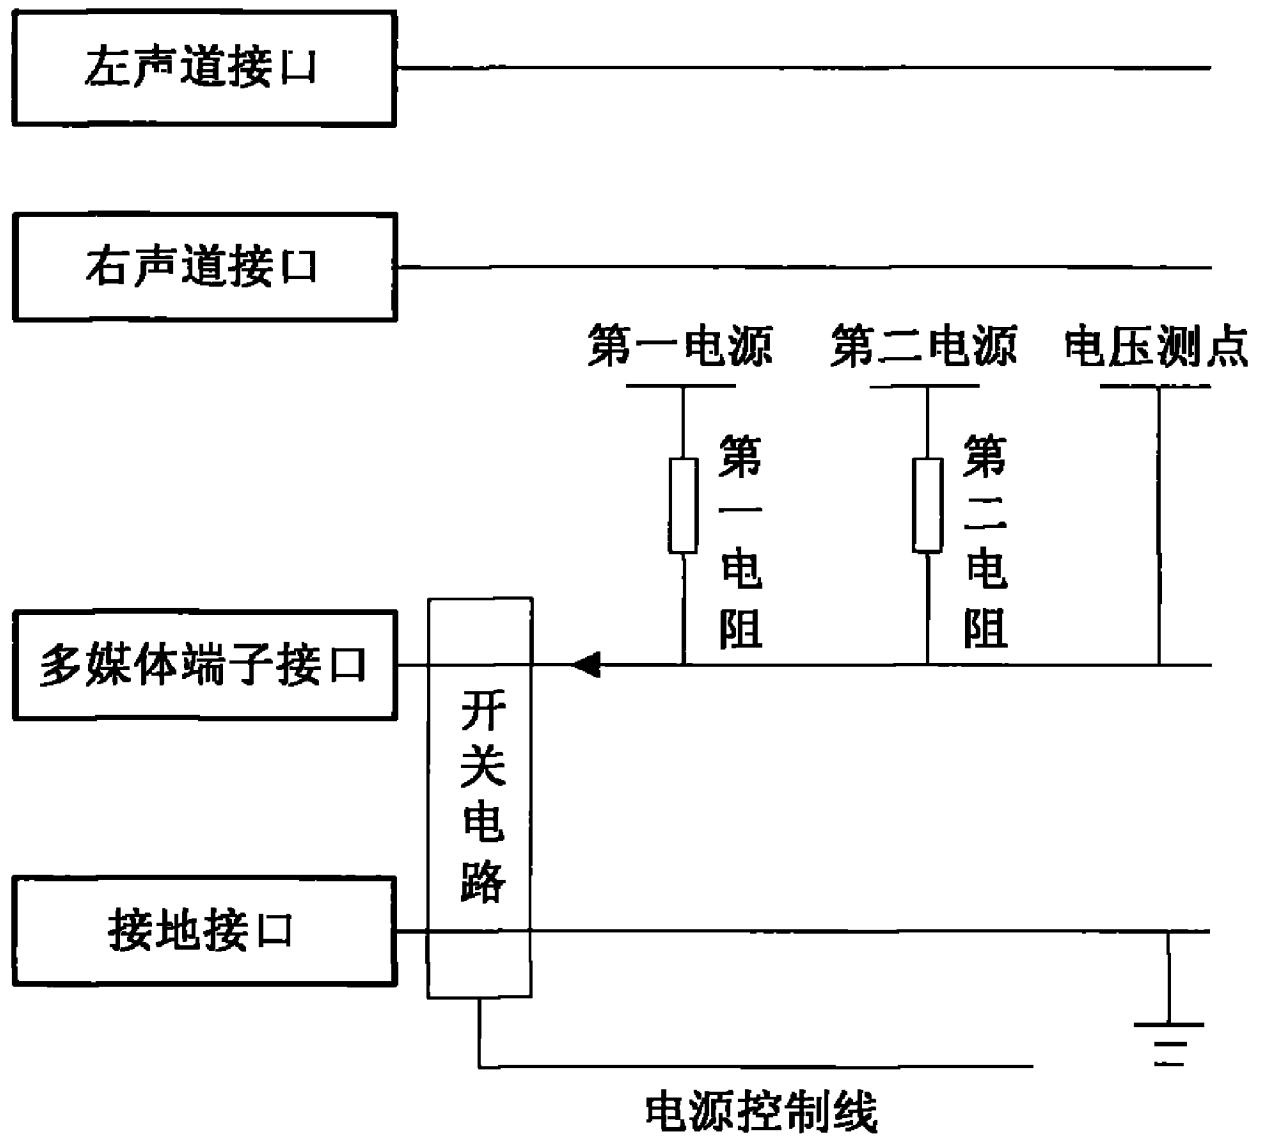 左声道接口
右声道接口
第一电源
第二电源
电压测点
第一电阻
第二电阻
多媒体端子接口
开关电路
接地接口
电源控制线